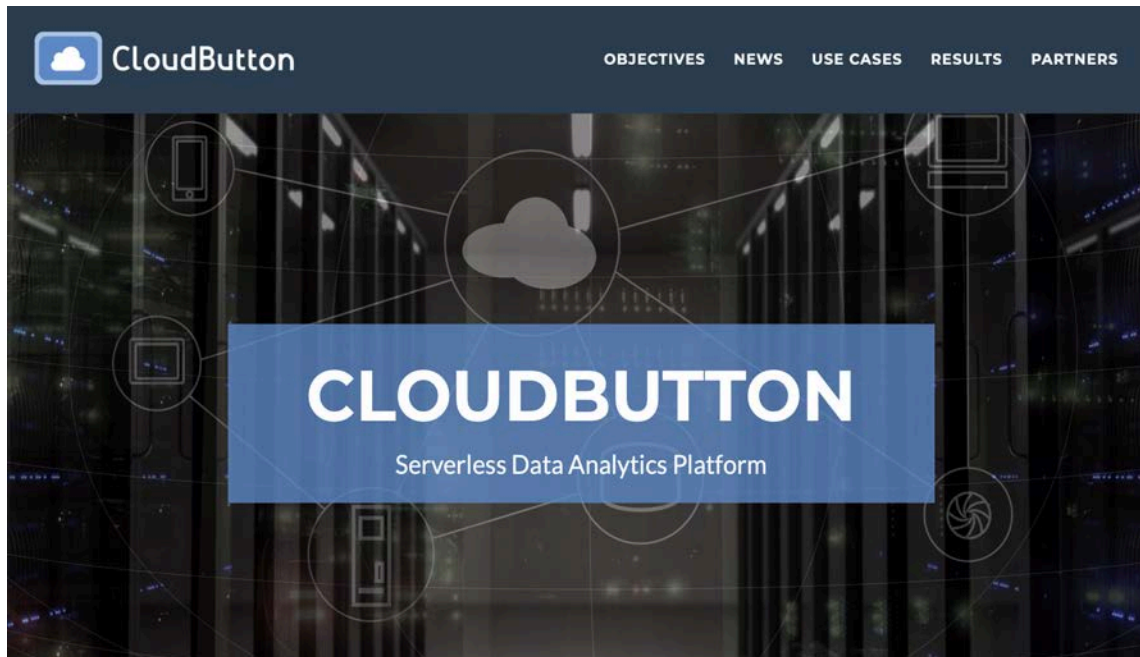 CloudButton
OBJECTIVES NEWS USE CASES RESULTS PARTNERS
CLOUDBUTTON
Serverless Data Analytics Platform